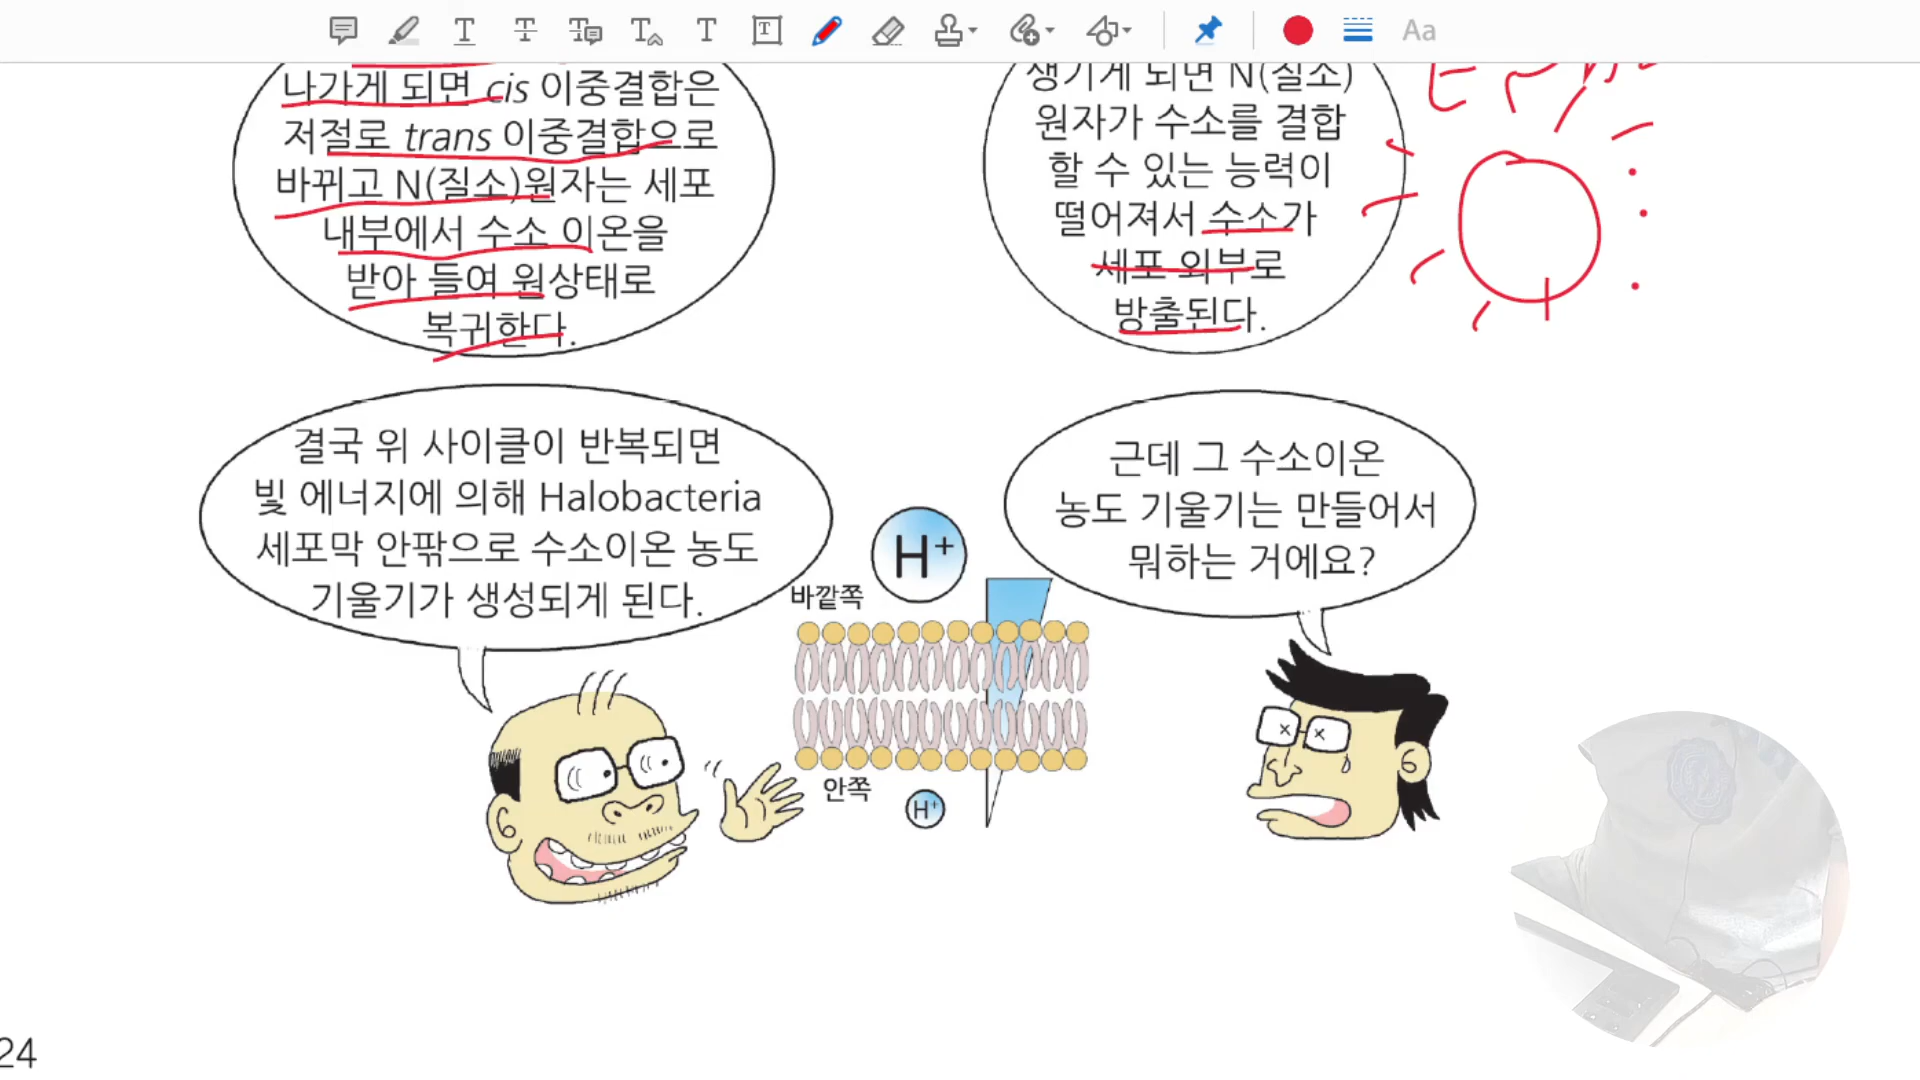 나가게 되면 cis 이중결합은
저절로 trans 이중결합으로
바뀌고 N(질소)원자는 세포
내부에서 수소 이온을
받아 들여 원상태로
복귀한다.
생기게 되면 N(질소)
원자가 수소를 결합
할 수 있는 능력이
떨어져서 수소가
세포 외부로
방출된다.
결국 위 사이클이 반복되면
빛 에너지에 의해 Halobacteria
세포막 안팎으로 수소이온 농도
기울기가 생성되게 된다.
근데 그 수소이온
농도 기울기는 만들어서
뭐하는 거에요?
H+
바깥쪽
안쪽
H+
24
Aa